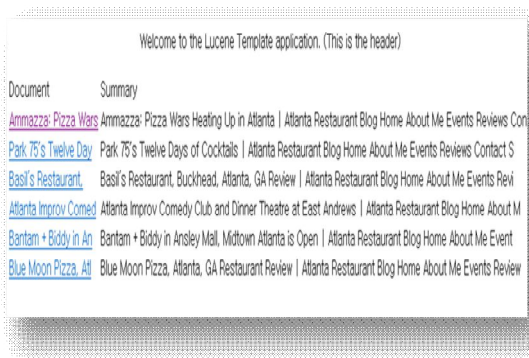 Welcome to the Lucene Template application. (This is the header)
Document Summary
Ammazza: Pizza Wars Ammazza: Pizza Wars Heating Up in Atlanta | Atlanta Restaurant Blog Home About Me Events Reviews Con
Park 75's Twelve Day Park 75's Twelve Days of Cocktails | Atlanta Restaurant Blog Home About Me Events Reviews Contact S
Basil's Restaurant, Basil's Restaurant, Buckhead, Atlanta, GA Review | Atlanta Restaurant Blog Home About Me Events Revi
Atlanta Improv Comed Atlanta Improv Comedy Club and Dinner Theatre at East Andrews | Atlanta Restaurant Blog Home About M
Bantam + Biddy in An Bantam + Biddy in Ansley Mall, Midtown Atlanta is Open | Atlanta Restaurant Blog Home About Me Event
Blue Moon Pizza, Atl Blue Moon Pizza, Atlanta, GA Restaurant Review | Atlanta Restaurant Blog Home About Me Events Review